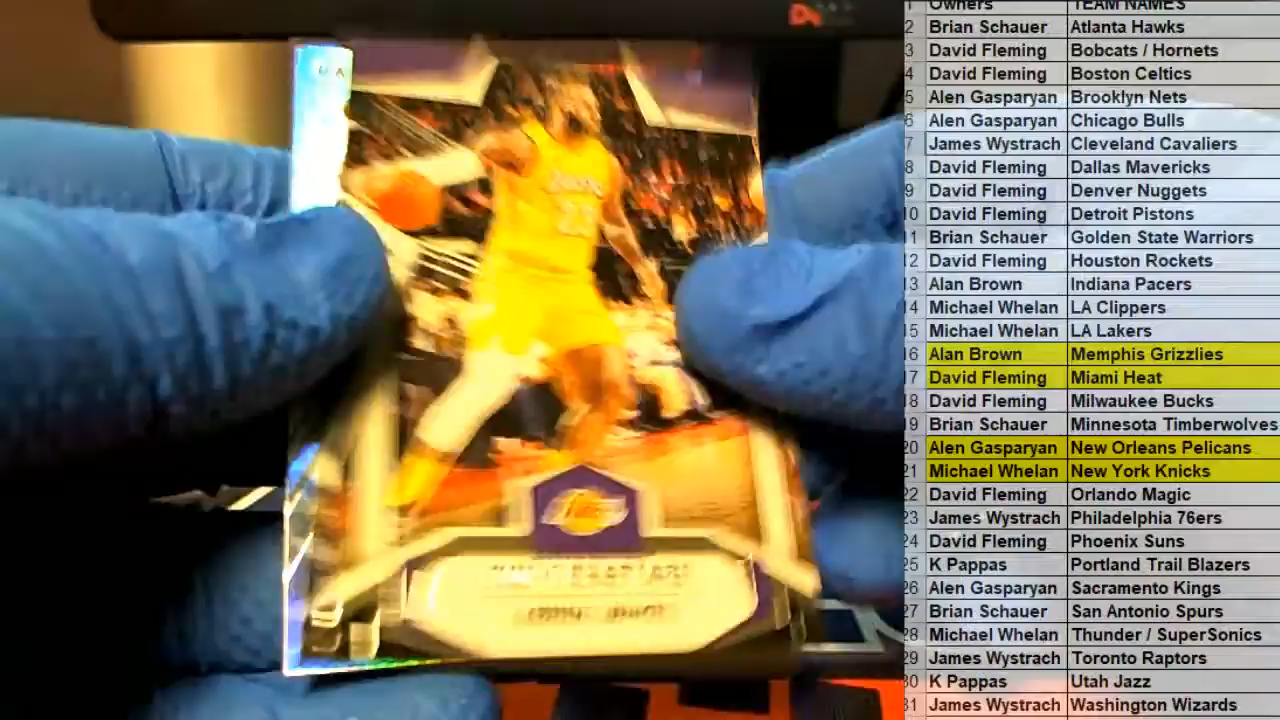 1 Owners TEAM NAMES
2 Brian Schauer Atlanta Hawks
3 David Fleming Bobcats / Hornets
4 David Fleming Boston Celtics
5 Alen Gasparyan Brooklyn Nets
6 Alen Gasparyan Chicago Bulls
7 James Wystrach Cleveland Cavaliers
8 David Fleming Dallas Mavericks
9 David Fleming Denver Nuggets
10 David Fleming Detroit Pistons
11 Brian Schauer Golden State Warriors
12 David Fleming Houston Rockets
13 Alan Brown Indiana Pacers
14 Michael Whelan LA Clippers
15 Michael Whelan LA Lakers
16 Alan Brown Memphis Grizzlies
17 David Fleming Miami Heat
18 David Fleming Milwaukee Bucks
19 Brian Schauer Minnesota Timberwolves
20 Alen Gasparyan New Orleans Pelicans
21 Michael Whelan New York Knicks
22 David Fleming Orlando Magic
23 James Wystrach Philadelphia 76ers
24 David Fleming Phoenix Suns
25 K Pappas Portland Trail Blazers
26 Alen Gasparyan Sacramento Kings
27 Brian Schauer San Antonio Spurs
28 Michael Whelan Thunder / SuperSonics
29 James Wystrach Toronto Raptors
30 K Pappas Utah Jazz
31 James Wystrach Washington Wizards